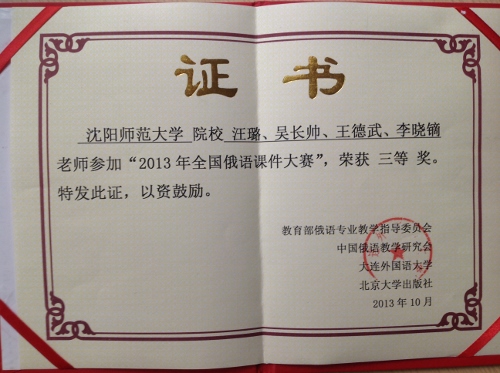 证书
沈阳师范大学 院校 汪璐、吴长帅、王德武、李晓镝
老师参加“2013年全国俄语课件大赛”，荣获 三等 奖。
特发此证，以资鼓励。
教育部俄语专业教学指导委员会
中国俄语教学研究会
大连外国语大学
北京大学出版社
2013年10月